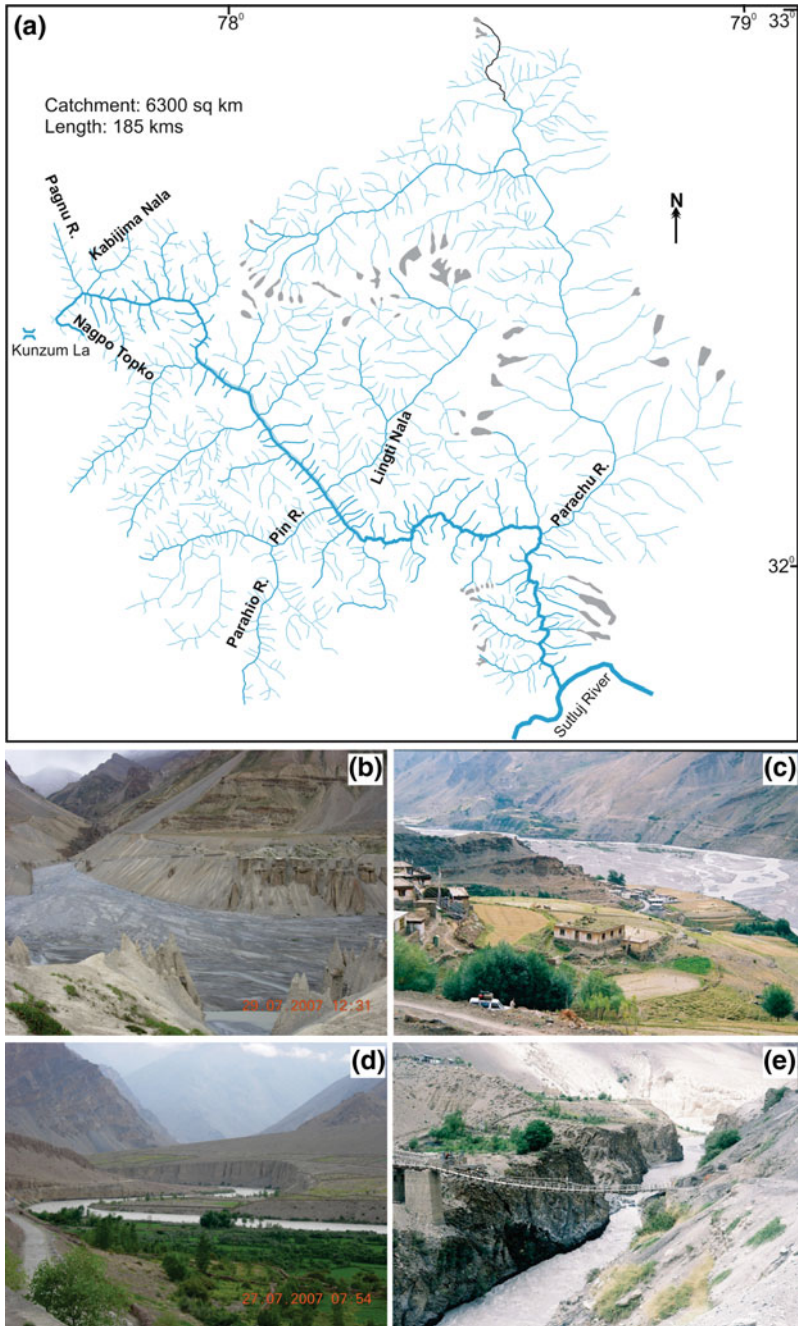 (a)
78⁰
79⁰
33⁰
Catchment: 6300 sq km
Length: 185 kms
Pagnu R.
Kabijima Nala
N
Nagpo Topko
Kunzum La
Lingti Nala
Pin R.
Parachu R.
Parahio R.
32⁰
Sutluj River
(b)
29.07.2007 12:31
(c)
(d)
27.07.2007 07:54
(e)